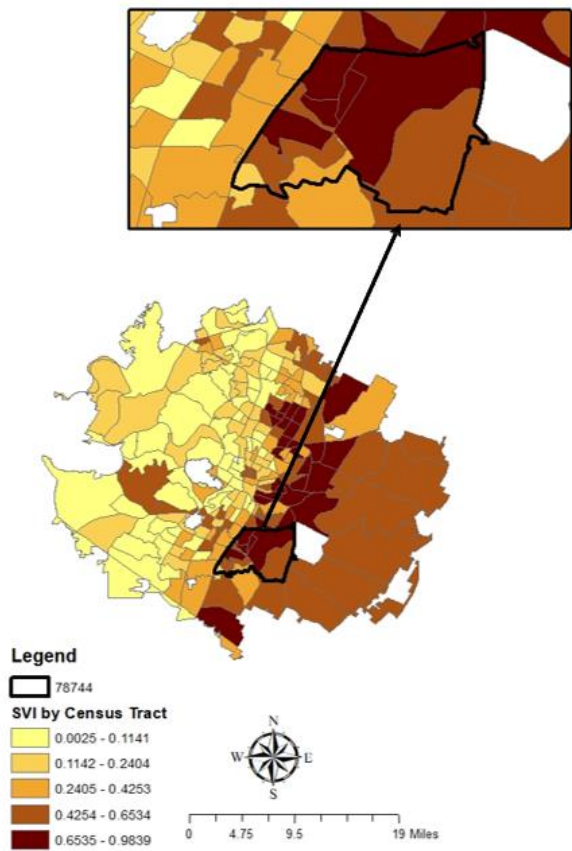 Legend
78744
SVI by Census Tract
0.0025 - 0.1141
0.1142 - 0.2404
0.2405 - 0.4253
0.4254 - 0.6534
0.6535 - 0.9839
N
W E
S
0 4.75 9.5 19 Miles